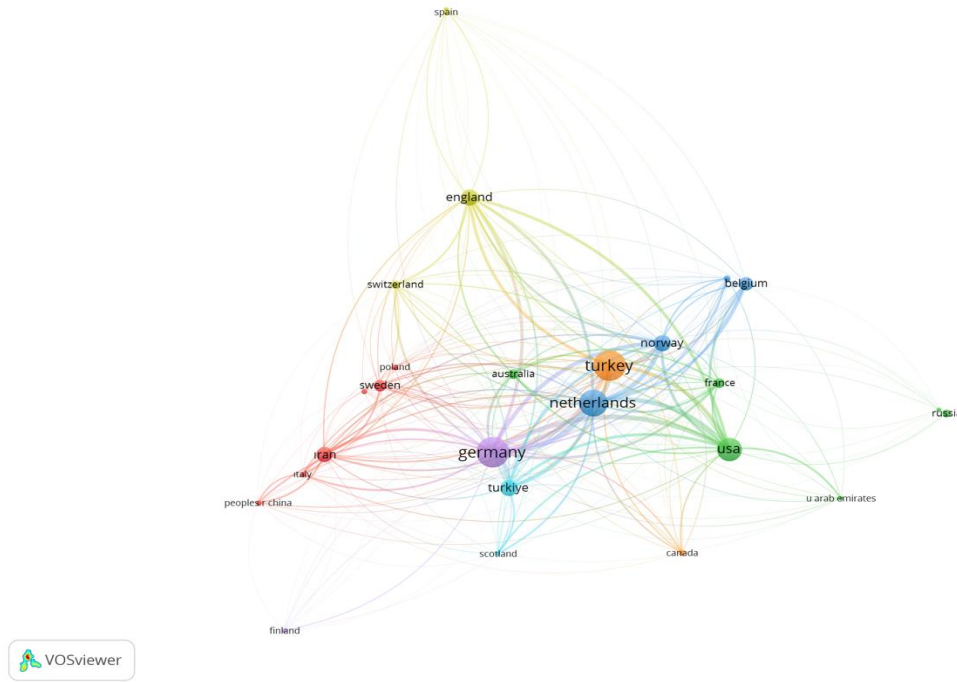 spain
england
switzerland
belgium
norway
poland
turkey
australia
sweden
france
netherlands
russia
usa
germany
iran
italy
turkiye
peoples r china
u arab emirates
scotland
canada
finland
VOSviewer